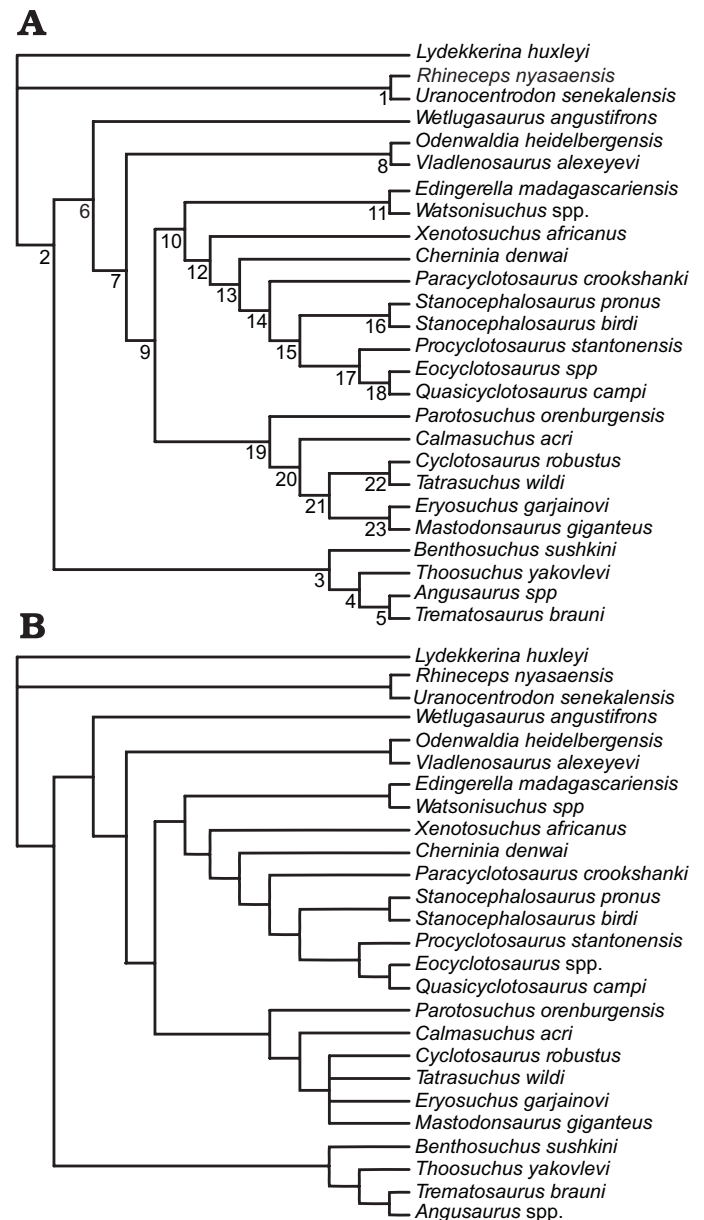 A
Lydekkerina huxleyi
Rhineceps nyasaensis
1
Uranocentrodon senekalensis
Wetlugasaurus angustifrons
Odenwaldia heidelbergensis
8
Vladlenosaurus alexeyevi
Edingerella madagascariensis
6
11
Watsonisuchus spp.
10
Xenotosuchus africanus
2
Cherninia denwai
12
7
Paracyclotosaurus crookshanki
13
Stanocephalosaurus pronus
14
16
Stanocephalosaurus birdi
9
15
Procyclotosaurus stantonensis
17
Eocyclotosaurus spp
18
Quasicyclotosaurus campi
Parotosuchus orenburgensis
19
Calmasuchus acri
20
Cyclotosaurus robustus
22
Tatrasuchus wildi
21
Eryosuchus garjainovi
23
Mastodonsaurus giganteus
Benthosuchus sushkini
3
Thoosuchus yakovlevi
4
Angusaurus spp
5
Trematosaurus brauni
B
Lydekkerina huxleyi
Rhineceps nyasaensis
Uranocentrodon senekalensis
Wetlugasaurus angustifrons
Odenwaldia heidelbergensis
Vladlenosaurus alexeyevi
Edingerella madagascariensis
Watsonisuchus spp
Xenotosuchus africanus
Cherninia denwai
Paracyclotosaurus crookshanki
Stanocephalosaurus pronus
Stanocephalosaurus birdi
Procyclotosaurus stantonensis
Eocyclotosaurus spp.
Quasicyclotosaurus campi
Parotosuchus orenburgensis
Calmasuchus acri
Cyclotosaurus robustus
Tatrasuchus wildi
Eryosuchus garjainovi
Mastodonsaurus giganteus
Benthosuchus sushkini
Thoosuchus yakovlevi
Trematosaurus brauni
Angusaurus spp.